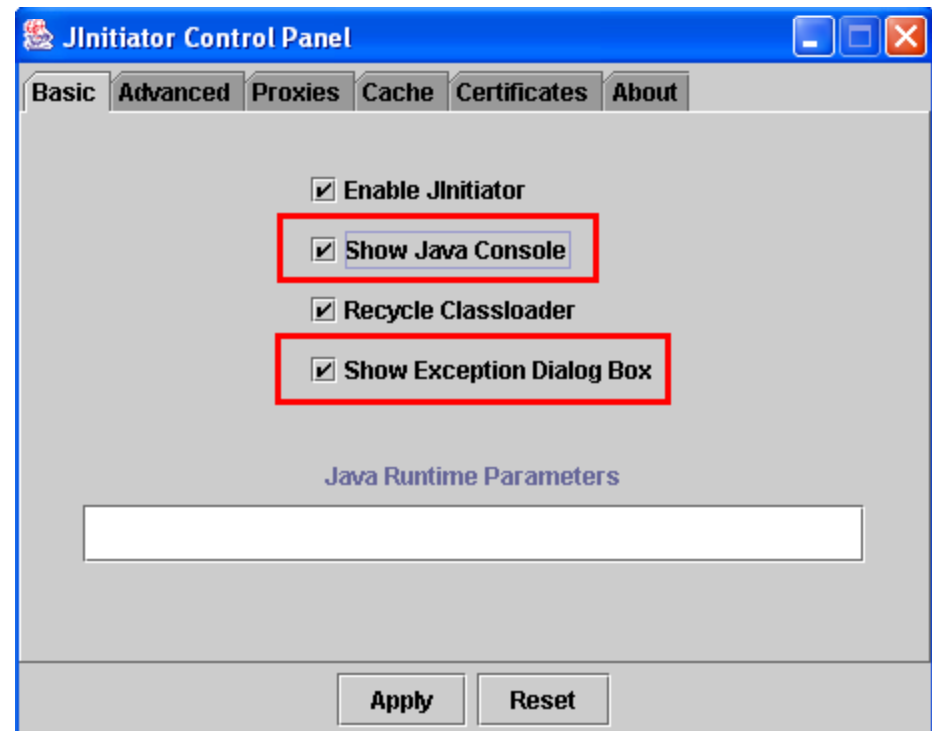 JInitiator Control Panel
Basic Advanced Proxies Cache Certificates About
Enable JInitiator
Show Java Console
Recycle Classloader
Show Exception Dialog Box
Java Runtime Parameters
Apply Reset